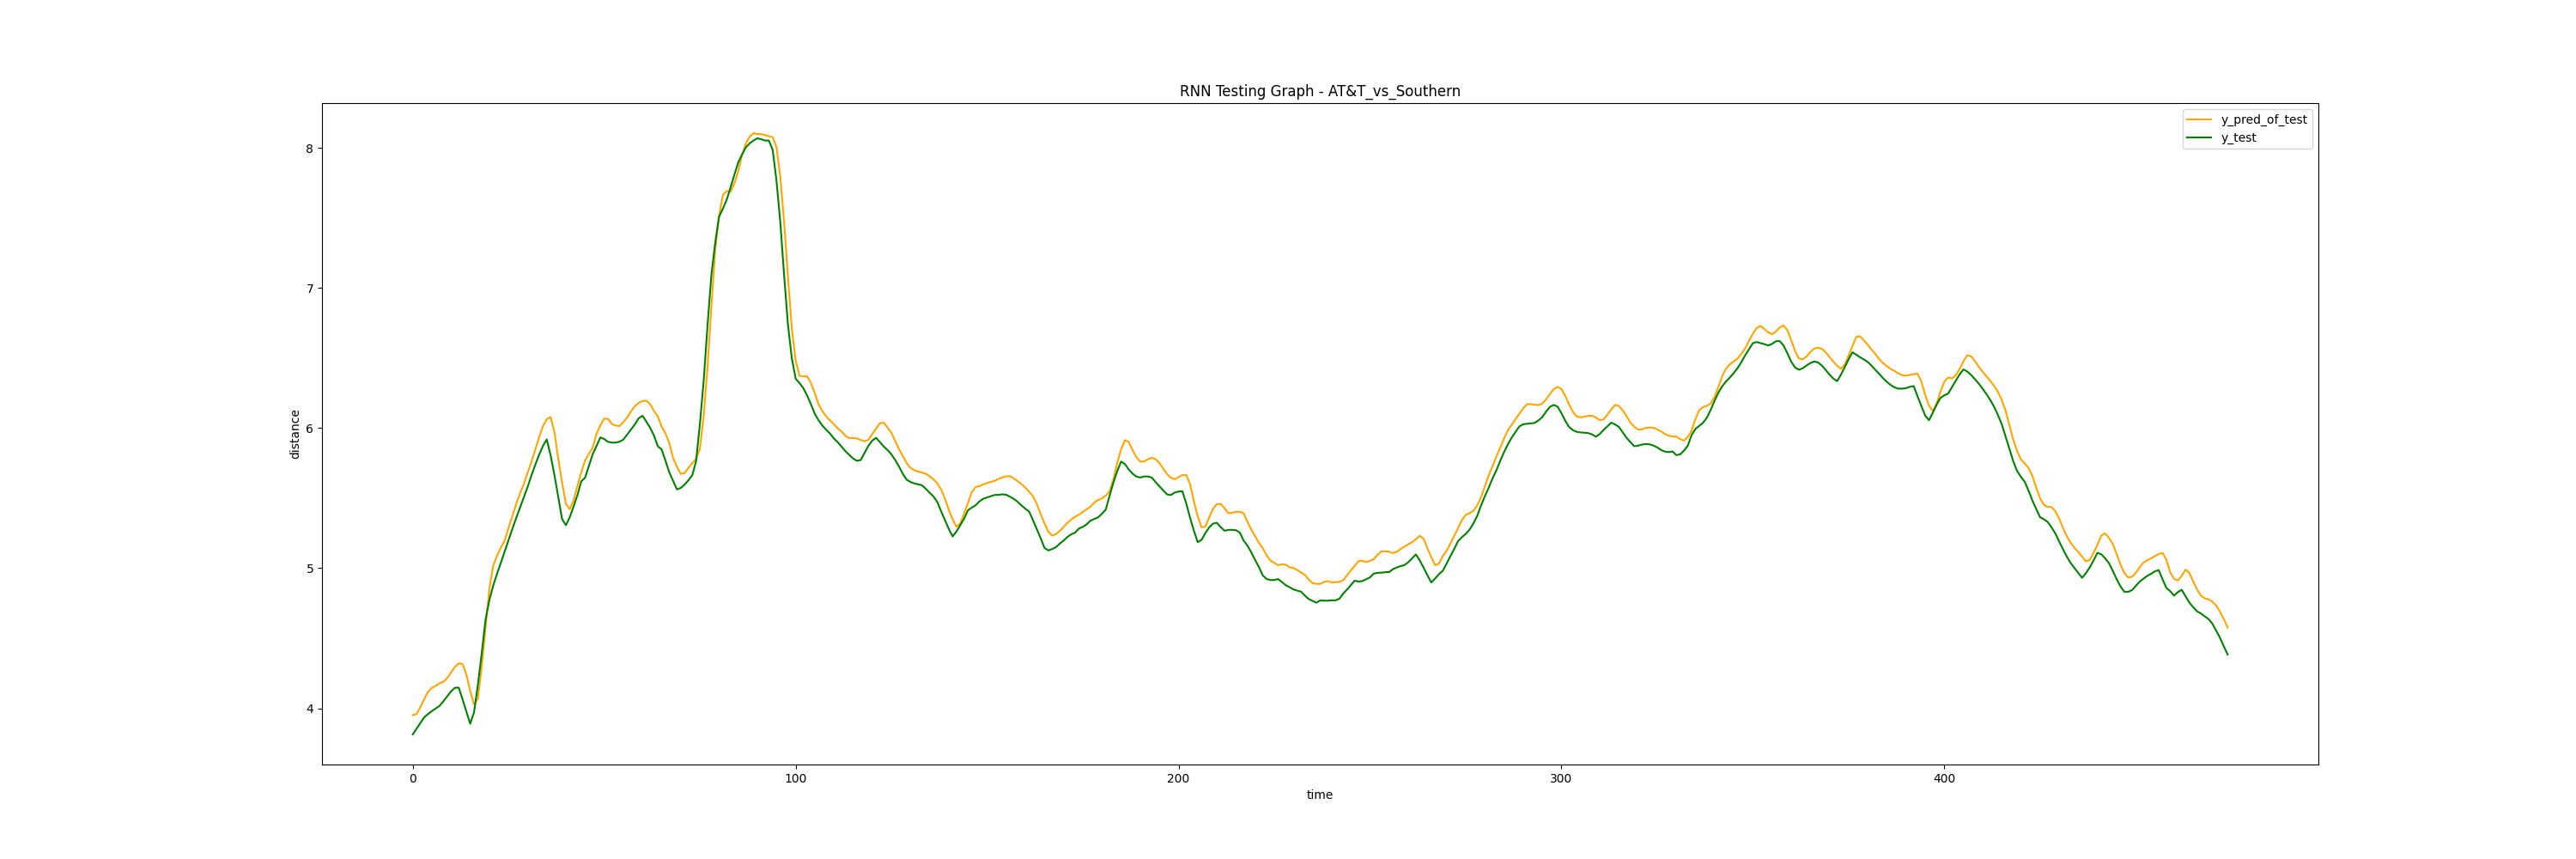 RNN Testing Graph - AT&T_vs_Southern
y_pred_of_test
y_test
distance
8
7
6
5
4
0 100 200 300 400
time